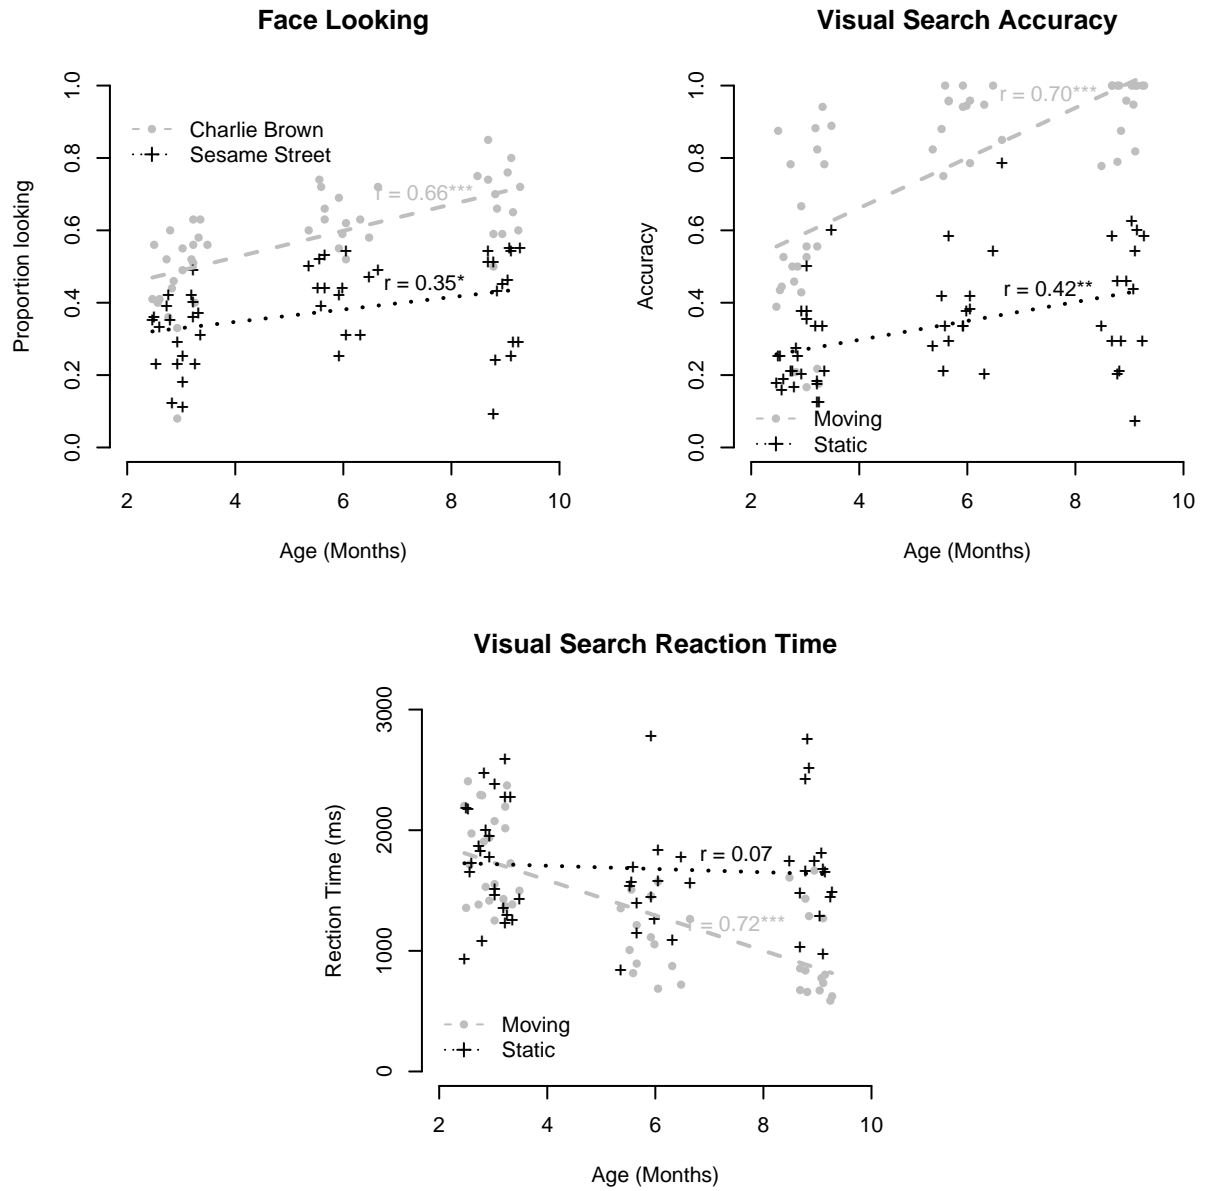 Face Looking
Proportion looking
0.0 0.2 0.4 0.6 0.8 1.0
Charlie Brown
Sesame Street
r = 0.66***
r = 0.35*
2 4 6 8 10
Age (Months)
Visual Search Accuracy
Accuracy
0.0 0.2 0.4 0.6 0.8 1.0
r = 0.70***
r = 0.42**
Moving
Static
2 4 6 8 10
Age (Months)
Visual Search Reaction Time
Rection Time (ms)
0 1000 2000 3000
r = 0.07
r = 0.72***
Moving
Static
2 4 6 8 10
Age (Months)